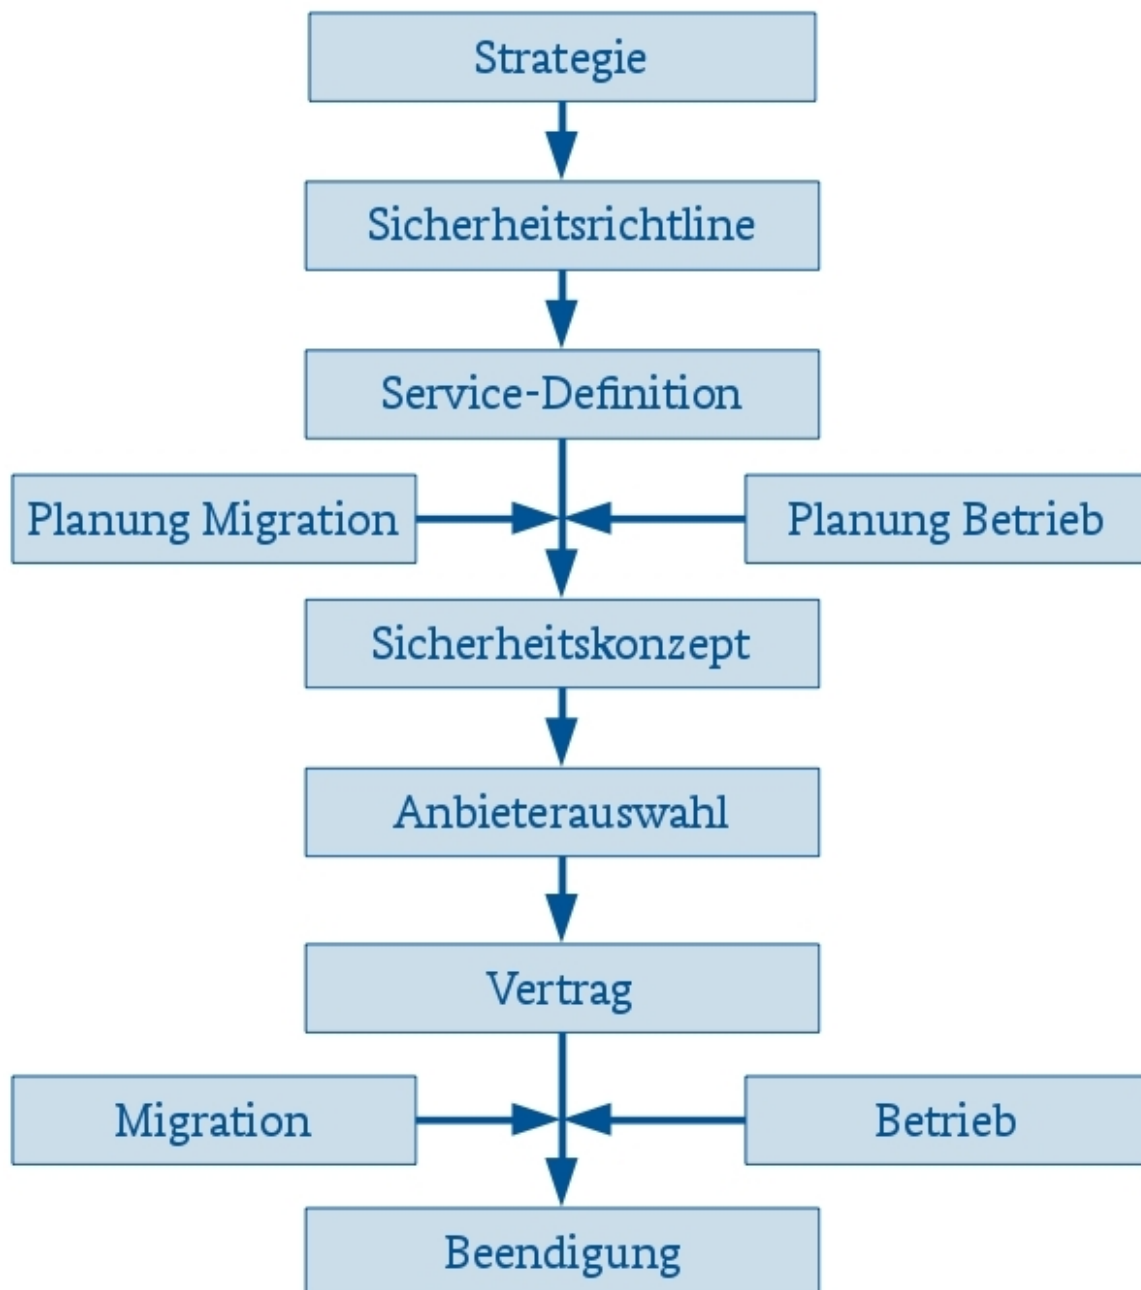 Strategie
Sicherheitsrichtline
Service-Definition
Planung Migration
Planung Betrieb
Sicherheitskonzept
Anbieterauswahl
Vertrag
Migration
Betrieb
Beendigung